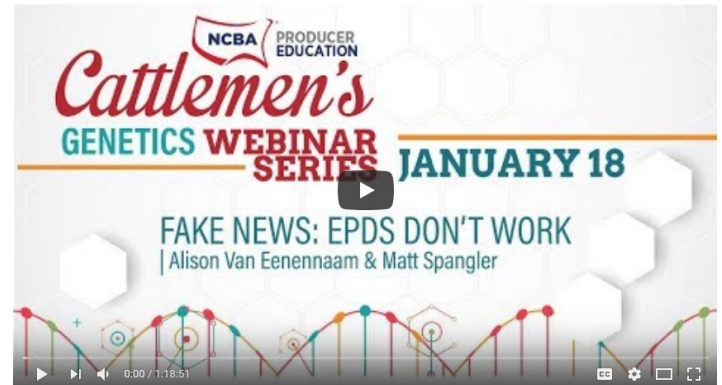 NCBA PRODUCER
EDUCATION
Cattlemen's
GENETICS WEBINAR
SERIES
JANUARY 18
FAKE NEWS: EPDS DON'T WORK
| Alison Van Eenennaam & Matt Spangler
0:00 / 1:18:51
CC